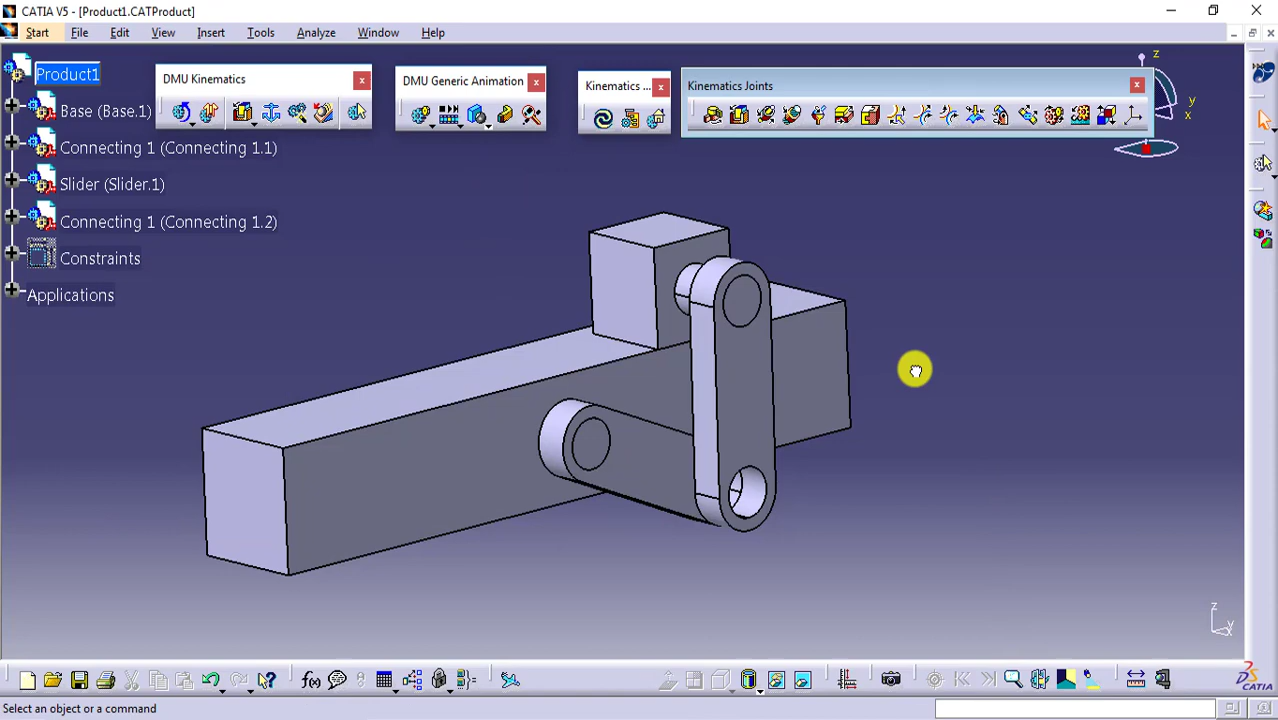 CATIA V5 - [Product1.CATProduct]
Start File Edit View Insert Tools Analyze Window Help
Product1
Base (Base.1)
Connecting 1 (Connecting 1.1)
Slider (Slider.1)
Connecting 1 (Connecting 1.2)
Constraints
Applications
DMU Kinematics x
DMU Generic Animation x
Kinematics ... x
Kinematics Joints x
z
y
x
z
y
x
f(x)
DS
CATIA
Select an object or a command